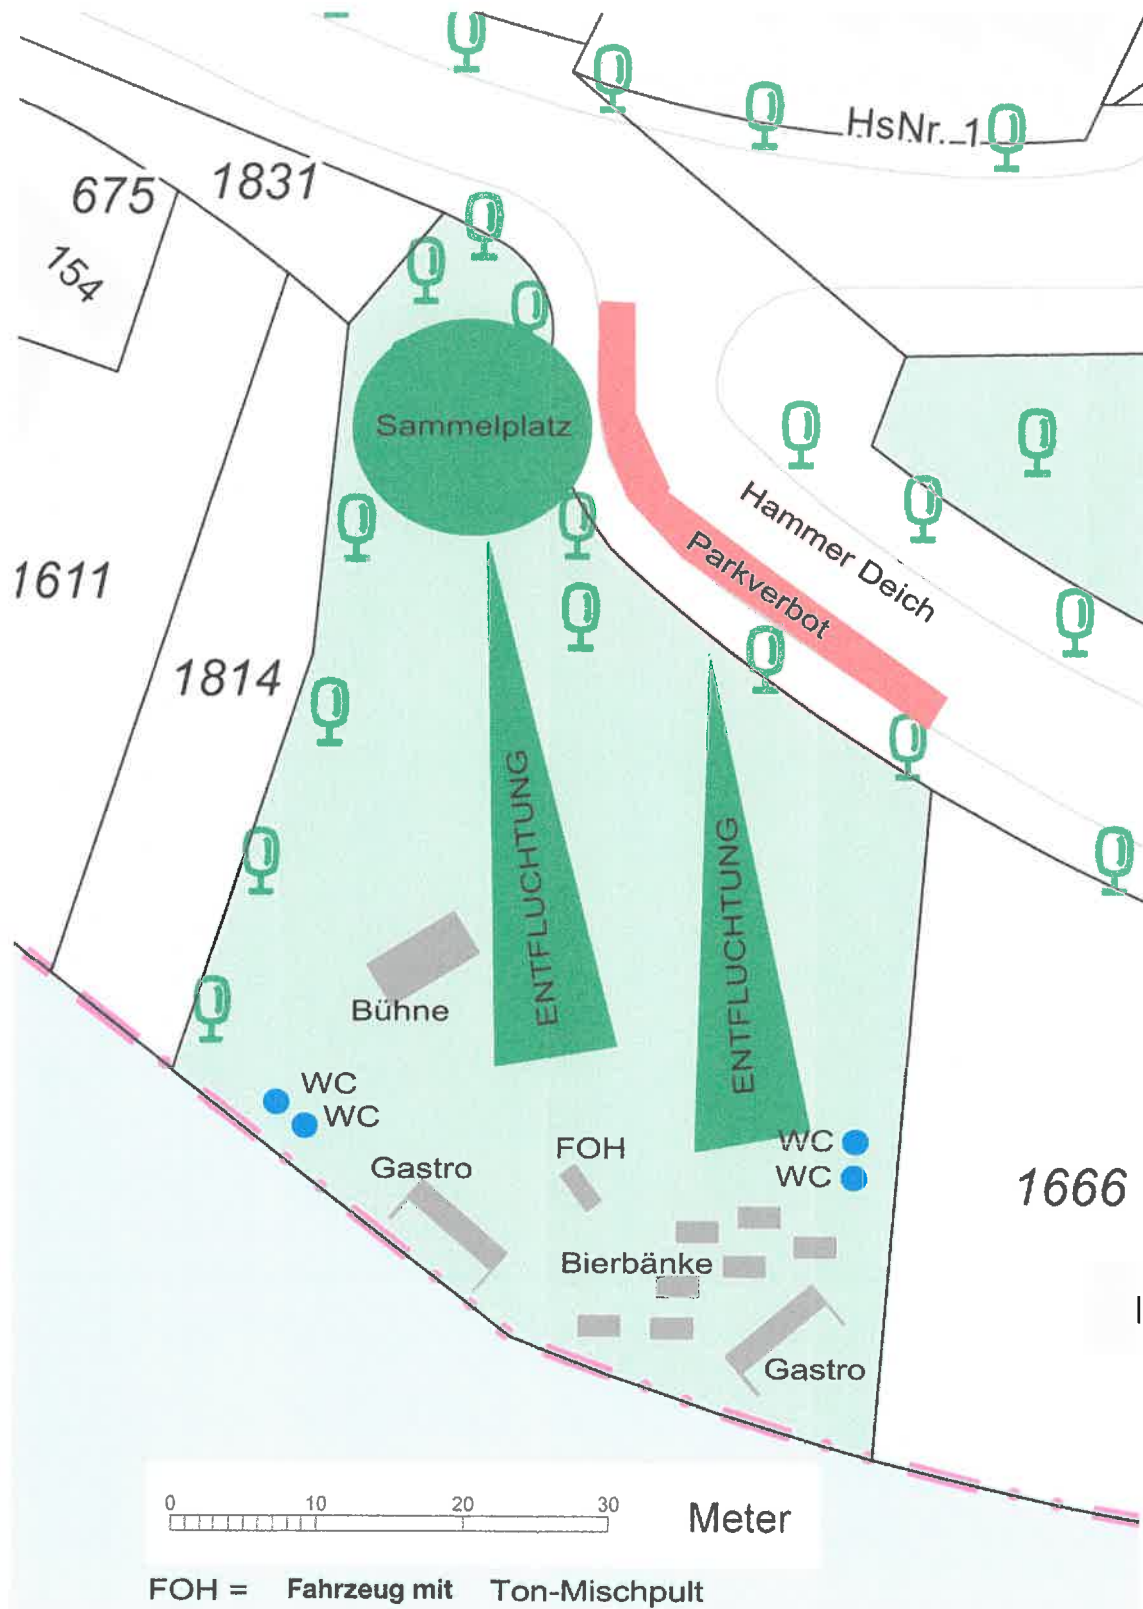 HsNr. 1
675
1831
154
Sammelplatz
Hammer Deich
Parkverbot
1611
1814
ENTFLUCHTUNG
ENTFLUCHTUNG
Bühne
WC
WC
FOH
WC
WC
Gastro
1666
Bierbänke
Gastro
0 10 20 30
Meter
FOH = Fahrzeug mit Ton-Mischpult